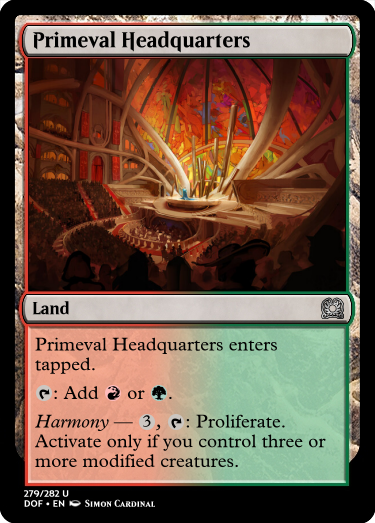 Primeval Headquarters
Land
Primeval Headquarters enters
tapped.
: Add or .
Harmony — 3, : Proliferate.
Activate only if you control three or
more modified creatures.
279/282 U
DOF • EN Simon Cardinal